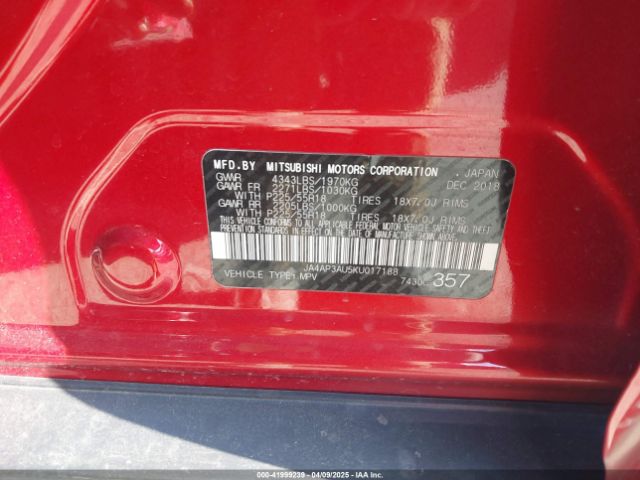 MFD.BY MITSUBISHI MOTORS CORPORATION JAPAN
GVWR 4343LBS/1970KG DEC 2018
GAWR FR 2271LBS/1030KG
WITH P225/55R18 TIRES 18X7.0J RIMS
GAWR RR 2205LBS/1000KG
WITH P225/55R18 TIRES 18X7.0J RIMS
THIS VEHICLE CONFORMS TO ALL APPLICABLE FEDERAL MOTOR VEHICLE SAFETY, BUMPER AND THEFT
PREVENTION STANDARDS IN EFFECT ON THE DATE OF MANUFACTURE SHOWN ABOVE.
JA4AP3AU5KU017188
VEHICLE TYPE: MPV 357
000-41999239 - 04/09/2025 - IAAI.COM